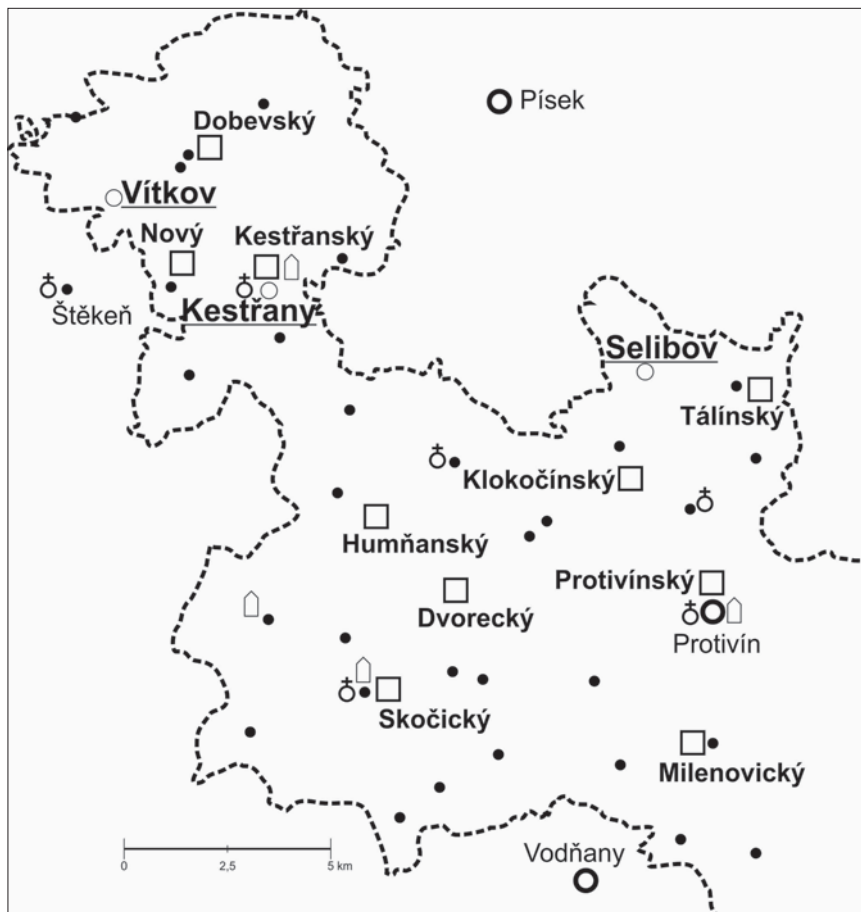 Písek
Dobevský
Vítkov
Nový
Kestřanský
Štěkeň
Kestřany
Selibov
Tálínský
Klokočínský
Humňanský
Protivínský
Dvorecký
Protivín
Skočický
Milenovický
Vodňany
0
2,5
5 km